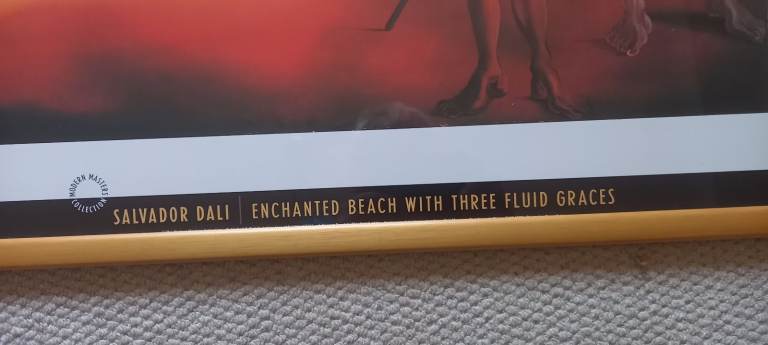 MODERN MASTERS COLLECTION
SALVADOR DALI | ENCHANTED BEACH WITH THREE FLUID GRACES